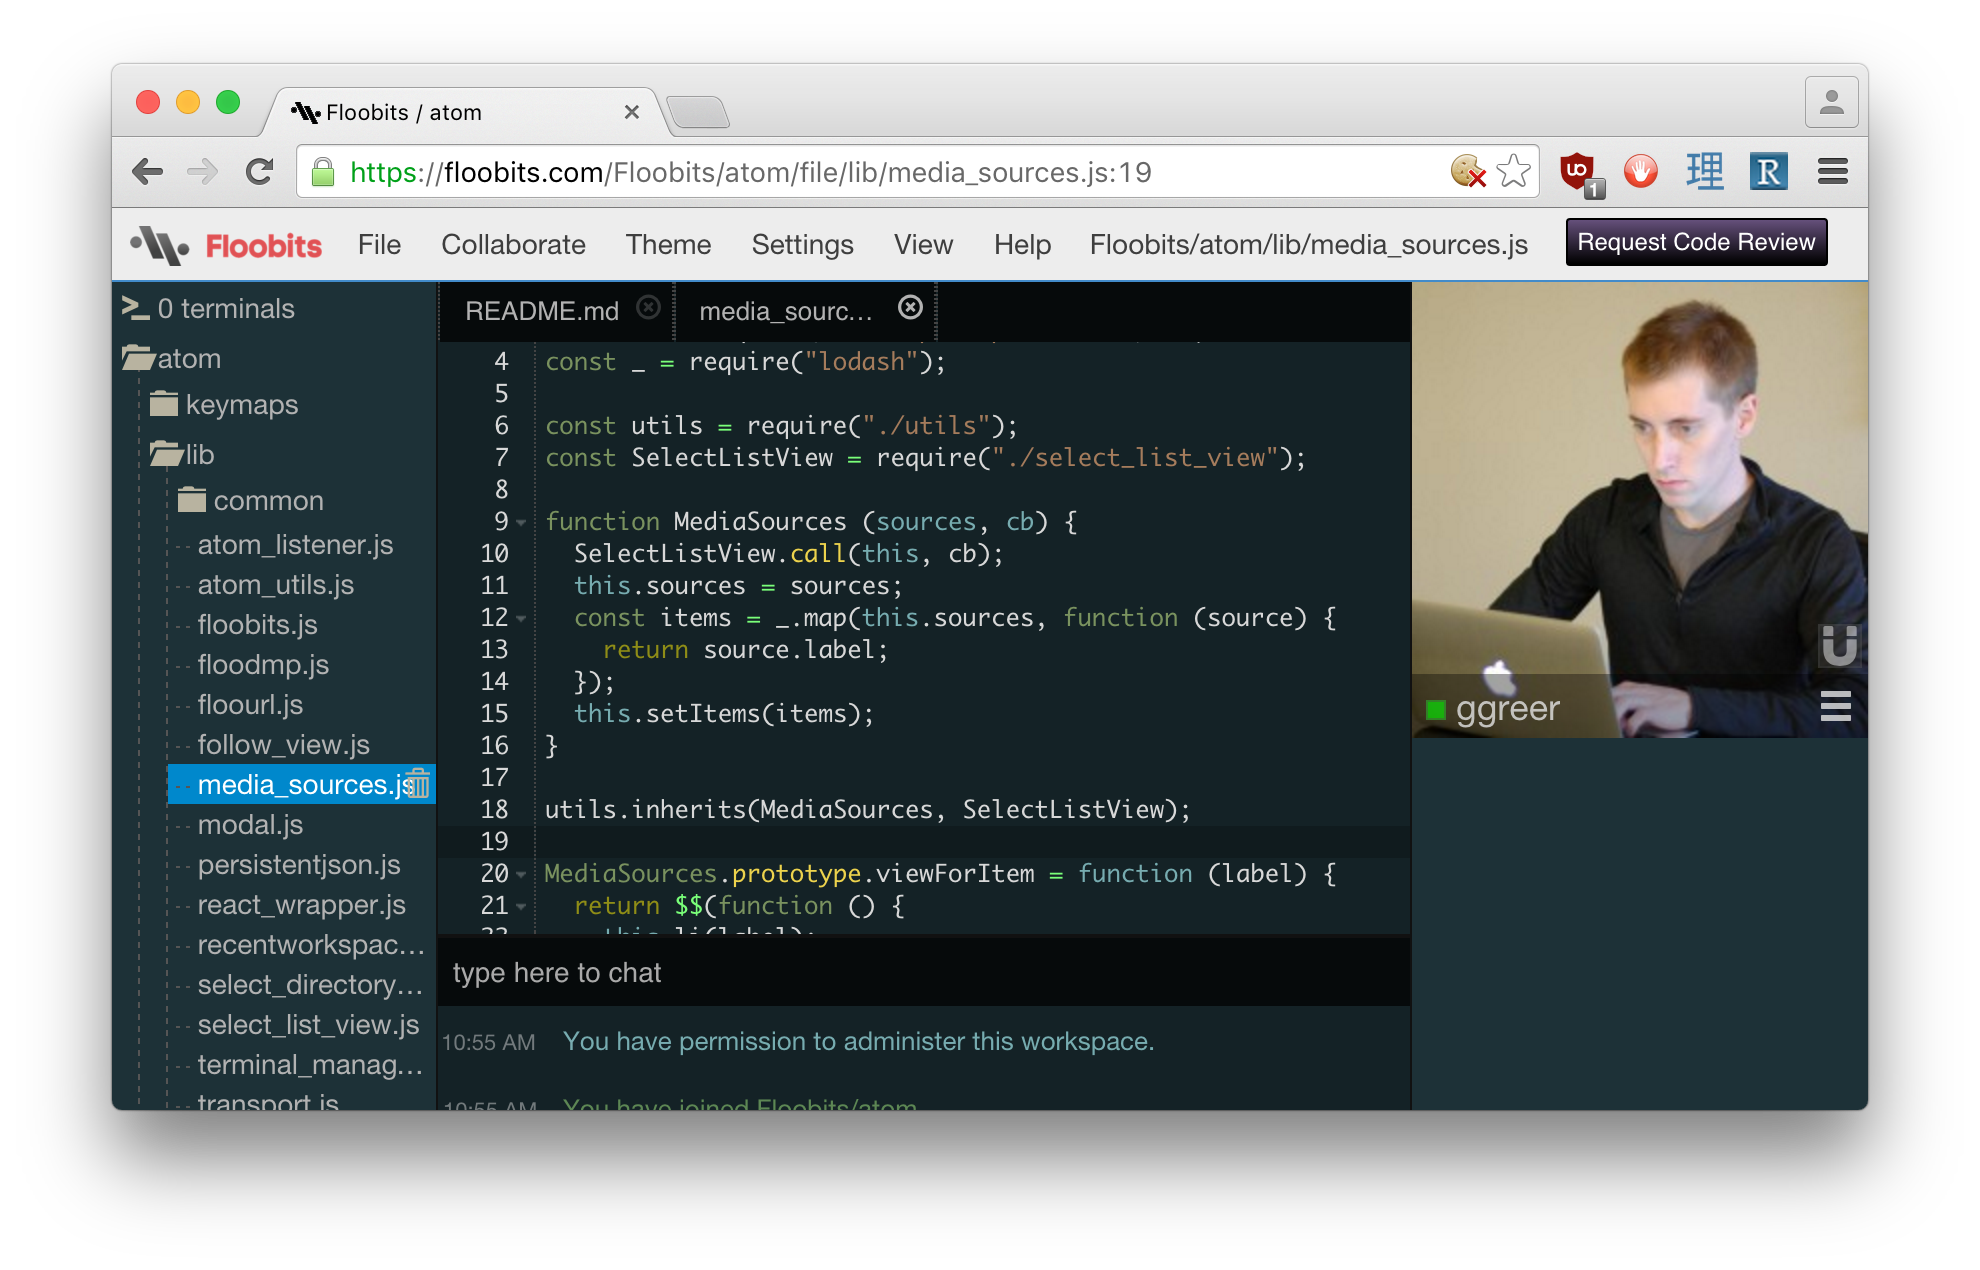 Floobits / atom
https://floobits.com/Floobits/atom/file/lib/media_sources.js:19
uo
1
理
R
Floobits
File
Collaborate
Theme
Settings
View
Help
Floobits/atom/lib/media_sources.js
Request Code Review
>_ 0 terminals
atom
keymaps
lib
common
atom_listener.js
atom_utils.js
floobits.js
floodmp.js
floourl.js
follow_view.js
media_sources.js
modal.js
persistentjson.js
react_wrapper.js
recentworkspac...
select_directory...
select_list_view.js
terminal_manag...
transport.js
README.md
media_sourc...
4 const _ = require("lodash");
5
6 const utils = require("./utils");
7 const SelectListView = require("./select_list_view");
8
9 function MediaSources (sources, cb) {
10 SelectListView.call(this, cb);
11 this.sources = sources;
12 const items = _.map(this.sources, function (source) {
13 return source.label;
14 });
15 this.setItems(items);
16 }
17
18 utils.inherits(MediaSources, SelectListView);
19
20 MediaSources.prototype.viewForItem = function (label) {
21 return $$(function () {
22 this.li(label);
type here to chat
10:55 AM You have permission to administer this workspace.
10:55 AM You have joined Floobits/atom
ggreer